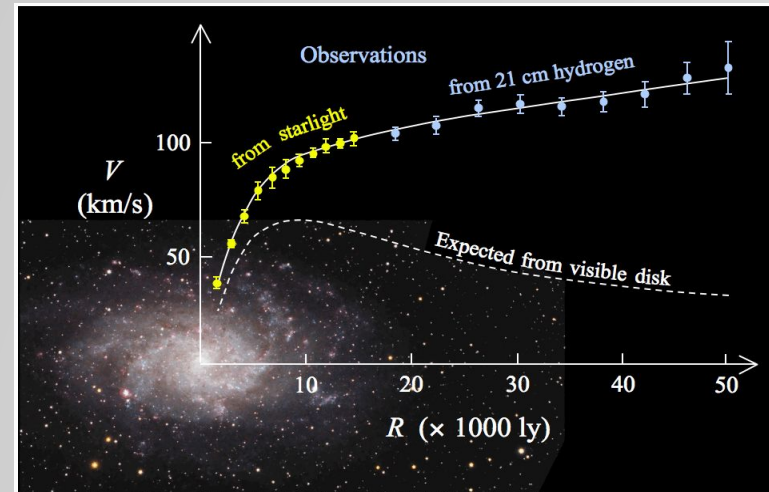 Observations
from 21 cm hydrogen
from starlight
100
V
(km/s)
50
Expected from visible disk
10
20
30
40
50
R (× 1000 ly)